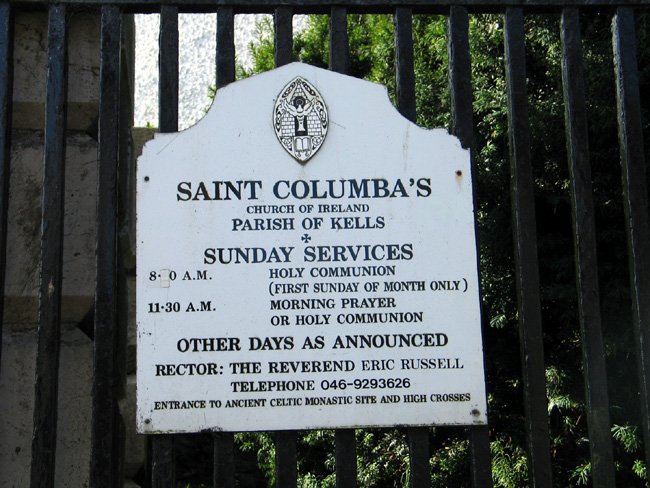 SAINT COLUMBA'S
CHURCH OF IRELAND
PARISH OF KELLS
SUNDAY SERVICES
A.M. HOLY COMMUNION
(FIRST SUNDAY OF MONTH ONLY)
11·30 A.M. MORNING PRAYER
OR HOLY COMMUNION
OTHER DAYS AS ANNOUNCED
RECTOR: THE REVEREND ERIC RUSSELL
TELEPHONE 046-9293626
ENTRANCE TO ANCIENT CELTIC MONASTIC SITE AND HIGH CROSSES